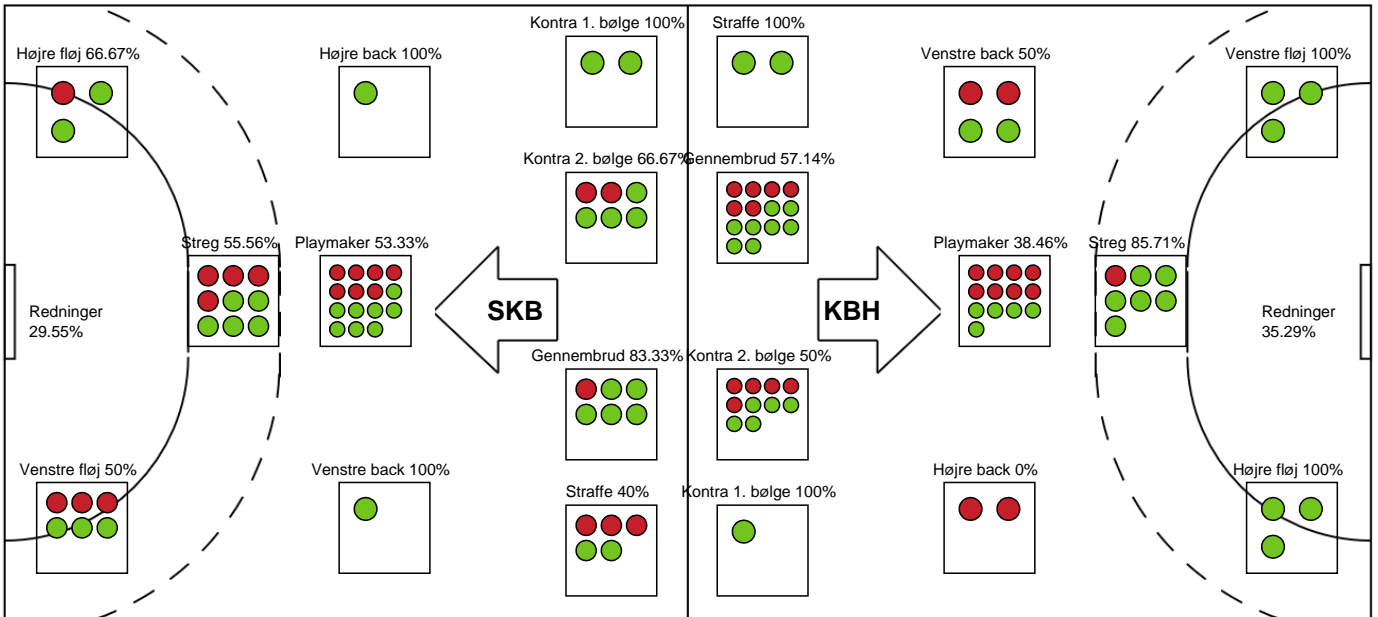 Kontra 1. bølge 100%
Straffe 100%
Højre fløj 66.67%
Højre back 100%
Venstre back 50%
Venstre fløj 100%
Kontra 2. bølge 66.67%
Gennembrud 57.14%
Streg 55.56%
Playmaker 53.33%
Playmaker 38.46%
Streg 85.71%
Redninger
29.55%
SKB
KBH
Redninger
35.29%
Gennembrud 83.33%
Kontra 2. bølge 50%
Venstre fløj 50%
Venstre back 100%
Straffe 40%
Kontra 1. bølge 100%
Højre back 0%
Højre fløj 100%